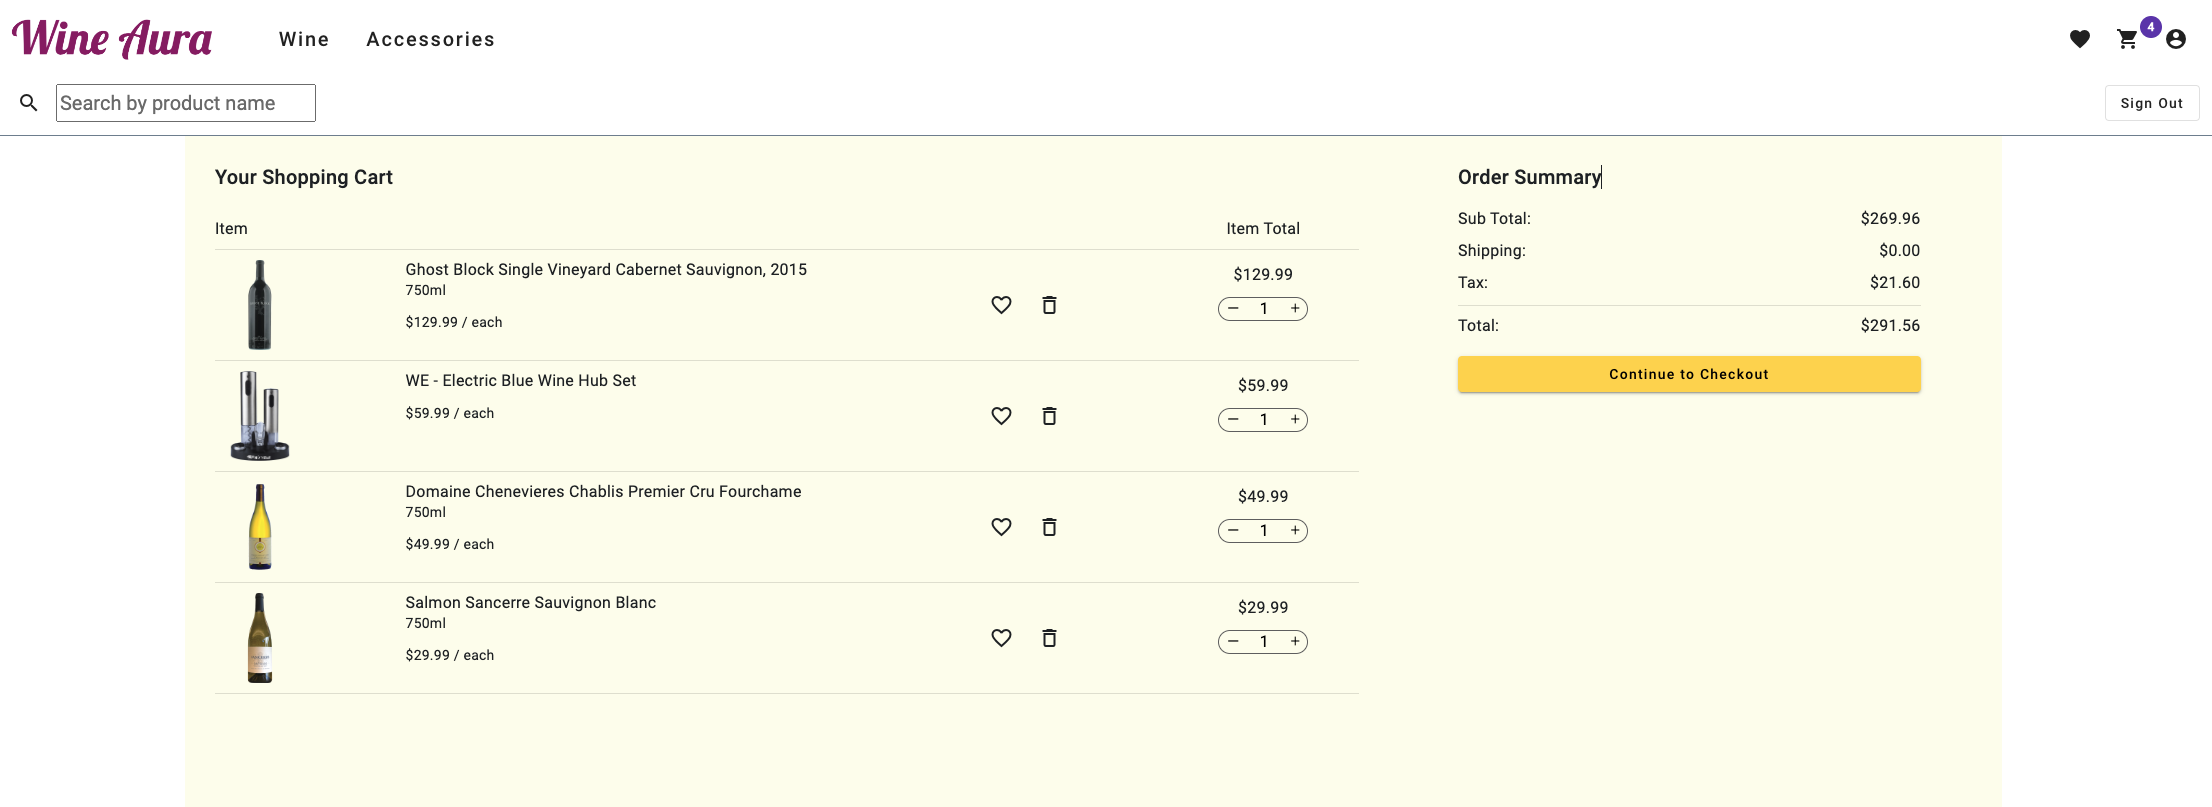 Wine Aura
Wine
Accessories
4
Search by product name
Sign Out
Your Shopping Cart
Item
Item Total
Ghost Block Single Vineyard Cabernet Sauvignon, 2015
750ml
$129.99 / each
$129.99
1
WE - Electric Blue Wine Hub Set
$59.99 / each
$59.99
1
Domaine Chenevieres Chablis Premier Cru Fourchame
750ml
$49.99 / each
$49.99
1
Salmon Sancerre Sauvignon Blanc
750ml
$29.99 / each
$29.99
1
Order Summary
Sub Total: $269.96
Shipping: $0.00
Tax: $21.60
Total: $291.56
Continue to Checkout